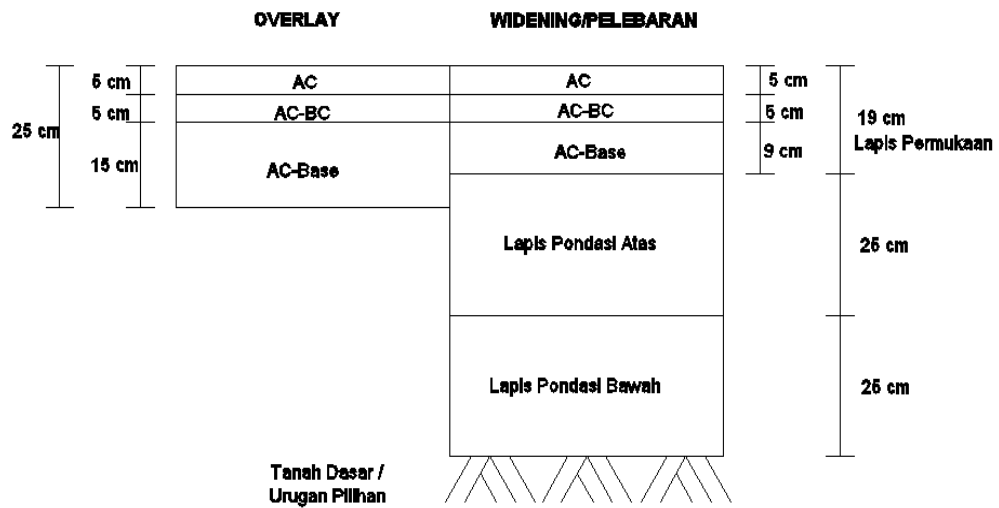 OVERLAY
WIDENING/PELEBARAN
5 cm
AC
AC
5 cm
5 cm
AC-BC
AC-BC
5 cm
19 cm
Lapis Permukaan
25 cm
15 cm
AC-Base
AC-Base
9 cm
Lapis Pondasi Atas
25 cm
Lapis Pondasi Bawah
25 cm
Tanah Dasar /
Urugan Pilihan